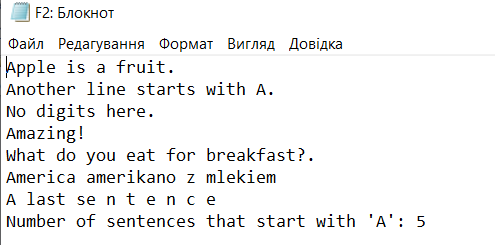 F2: Блокнот
Файл Редагування Формат Вигляд Довідка
Apple is a fruit.
Another line starts with A.
No digits here.
Amazing!
What do you eat for breakfast?.
America amerikano z mlekiem
A last se n t e n c e
Number of sentences that start with 'A': 5